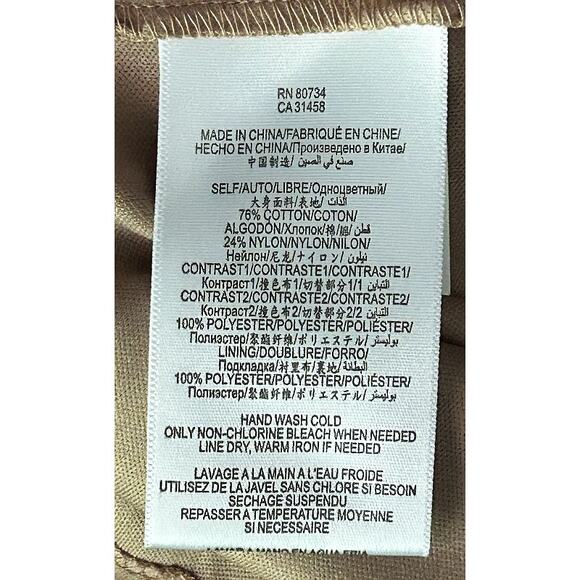 RN 80734
CA 31458
MADE IN CHINA/FABRIQUÉ EN CHINE/
HECHO EN CHINA/Произведено в Китае/
中国制造/ صنع في الصين/
SELF/AUTO/LIBRE/Одноцветный/
大身面料/表地/ الذات/
76% COTTON/COTON/
ALGODÓN/Хлопок/棉/綿/ قطن/
24% NYLON/NYLON/NILON/
Нейлон/尼龙/ナイロン/ نيلون/
CONTRAST1/CONTRASTE1/CONTRASTE1/
Контраст1/撞色布1/切替部分1/ التباين 1/
CONTRAST2/CONTRASTE2/CONTRASTE2/
Контраст2/撞色布2/切替部分2/ التباين 2/
100% POLYESTER/POLYESTER/POLIÉSTER/
Полиэстер/聚酯纤维/ポリエステル/ بوليستر/
LINING/DOUBLURE/FORRO/
Подкладка/衬里布/裏地/ البطانة/
100% POLYESTER/POLYESTER/POLIÉSTER/
Полиэстер/聚酯纤维/ポリエステル/ بوليستر/
HAND WASH COLD
ONLY NON-CHLORINE BLEACH WHEN NEEDED
LINE DRY, WARM IRON IF NEEDED
LAVAGE A LA MAIN A L'EAU FROIDE
UTILISEZ DE LA JAVEL SANS CHLORE SI BESOIN
SECHAGE SUSPENDU
REPASSER A TEMPERATURE MOYENNE
SI NECESSAIRE
LAVAR A MANO EN AGUA FRIA